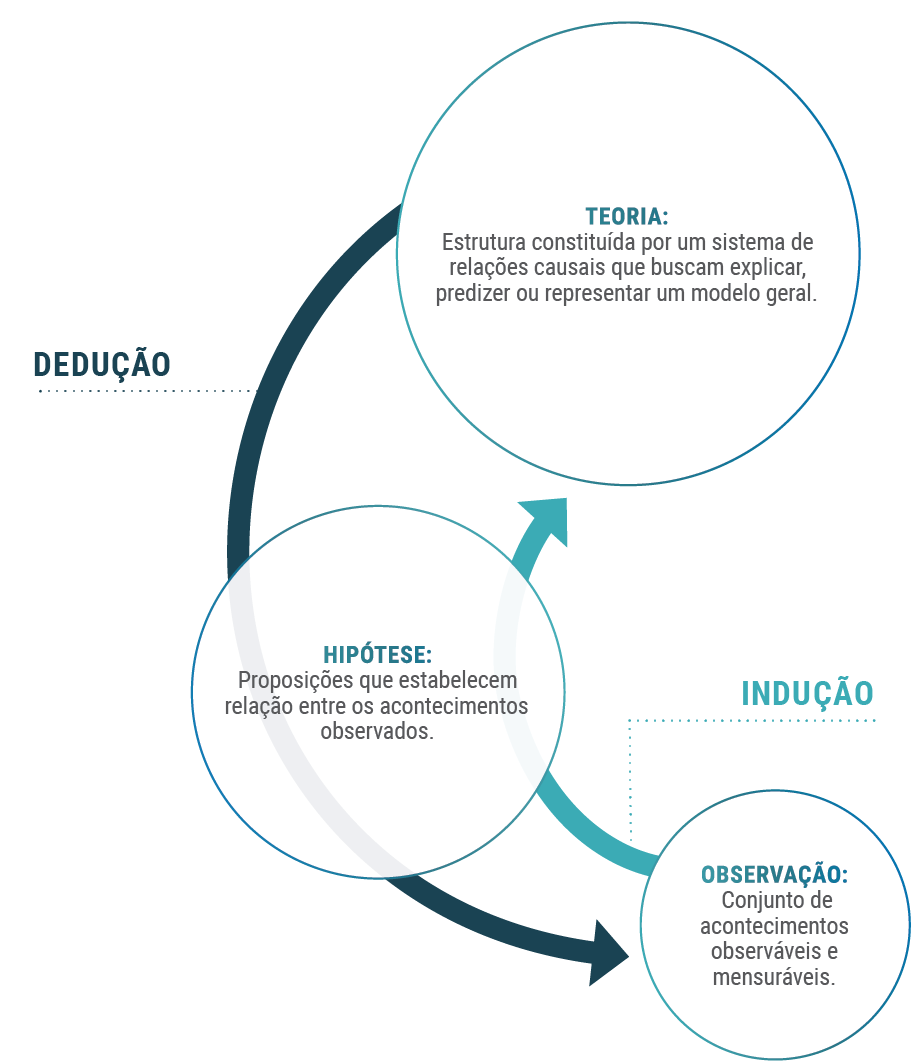 TEORIA:
Estrutura constituída por um sistema de
relações causais que buscam explicar,
predizer ou representar um modelo geral.
DEDUÇÃO
HIPÓTESE:
Proposições que estabelecem
relação entre os acontecimentos
observados.
INDUÇÃO
OBSERVAÇÃO:
Conjunto de
acontecimentos
observáveis e
mensuráveis.